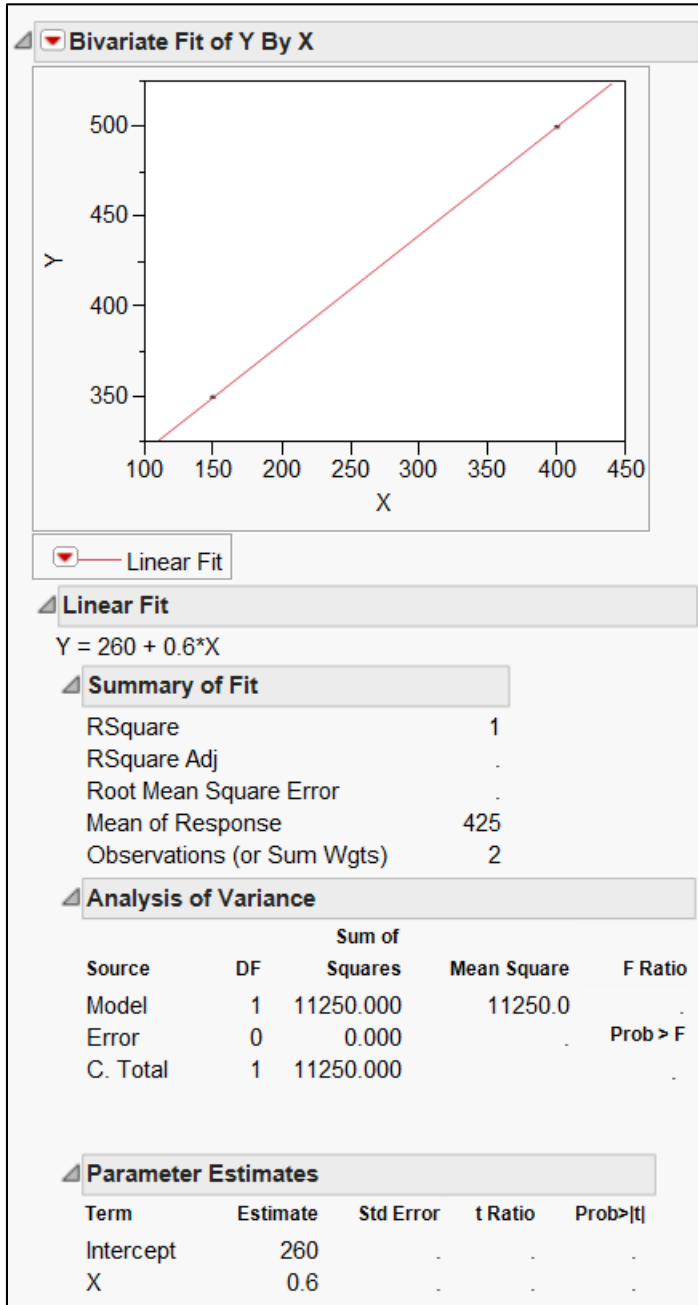 Bivariate Fit of Y By X
500
450
Y
400
350
100 150 200 250 300 350 400 450
X
Linear Fit
Linear Fit
Y = 260 + 0.6*X
Summary of Fit
RSquare 1
RSquare Adj .
Root Mean Square Error .
Mean of Response 425
Observations (or Sum Wgts) 2
Analysis of Variance
Sum of
Source DF Squares Mean Square F Ratio
Model 1 11250.000 11250.0 .
Error 0 0.000 . Prob > F
C. Total 1 11250.000 .
Parameter Estimates
Term Estimate Std Error t Ratio Prob>|t|
Intercept 260 . . .
X 0.6 . . .